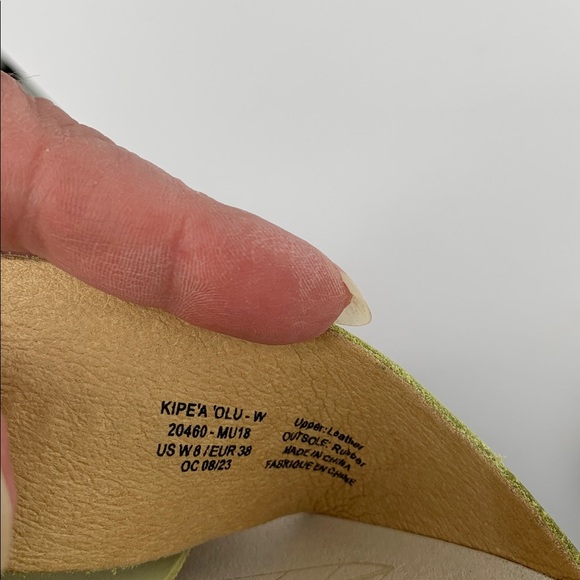 KIPE'A 'OLU - W
20460 - MU18
US W 8 / EUR 38
OC 08/23
Upper: Leather
OUTSOLE: Rubber
MADE IN CHINA
FABRIQUE EN CHINE